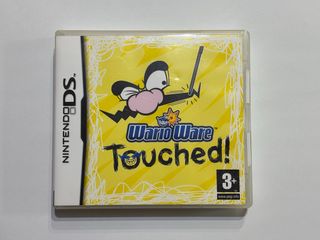 NINTENDO DS
WarioWare
Touched!
3+
www.pegi.info